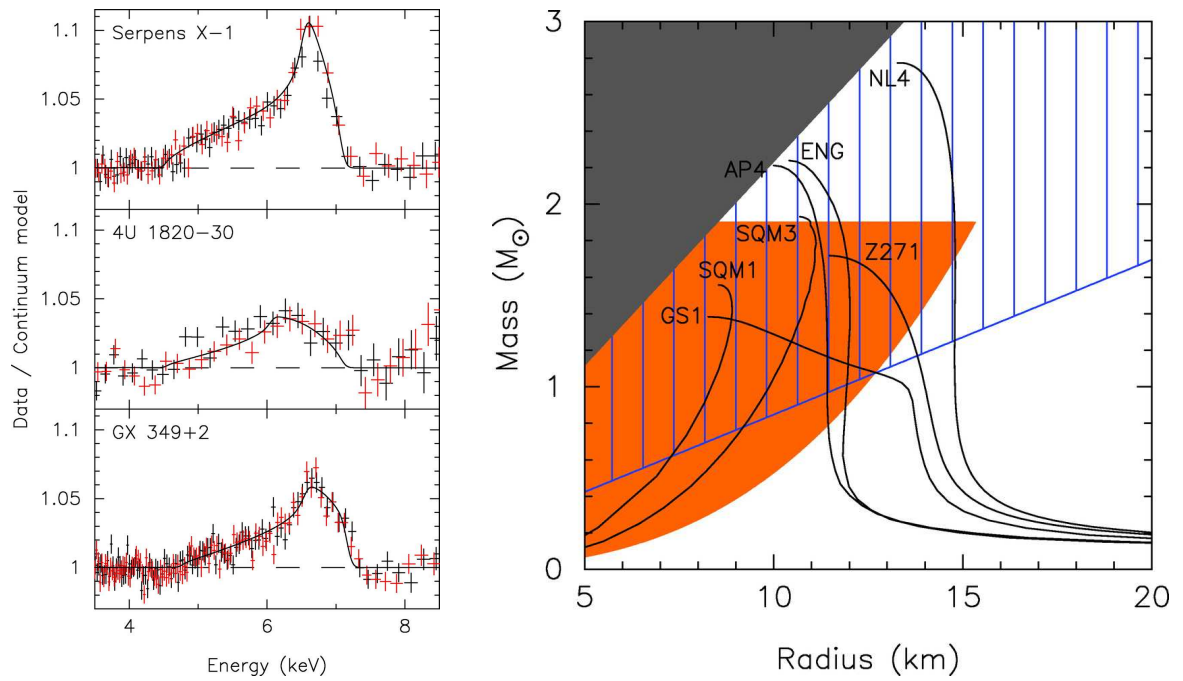 Data / Continuum model
1.1
1.05
1
Serpens X−1
1.1
1.05
1
4U 1820−30
1.1
1.05
1
GX 349+2
4
6
8
Energy (keV)
Mass (M☉)
3
2
1
0
NL4
ENG
AP4
SQM3
Z271
SQM1
GS1
5
10
15
20
Radius (km)